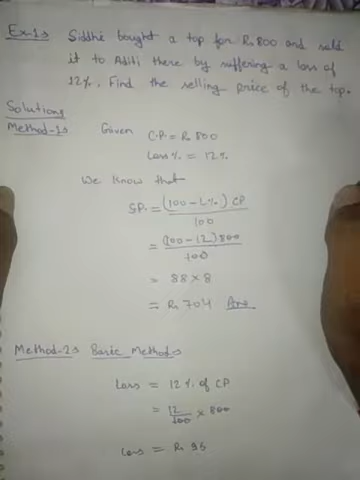 Ex-1:
Siddhi bought a top for Rs 800 and sold
it to Aditi there by suffering a loss of
12%. Find the selling price of the top.
Solution:
Method-1:
Given C.P. = Rs 800
Loss% = 12%
We know that
S.P. = (100-L%) CP
100
= (100-12) 800
100
= 88 × 8
= Rs 704 Ans
Method-2: Basic Method:
Loss = 12% of CP
= 12/100 × 800
Loss = Rs 96